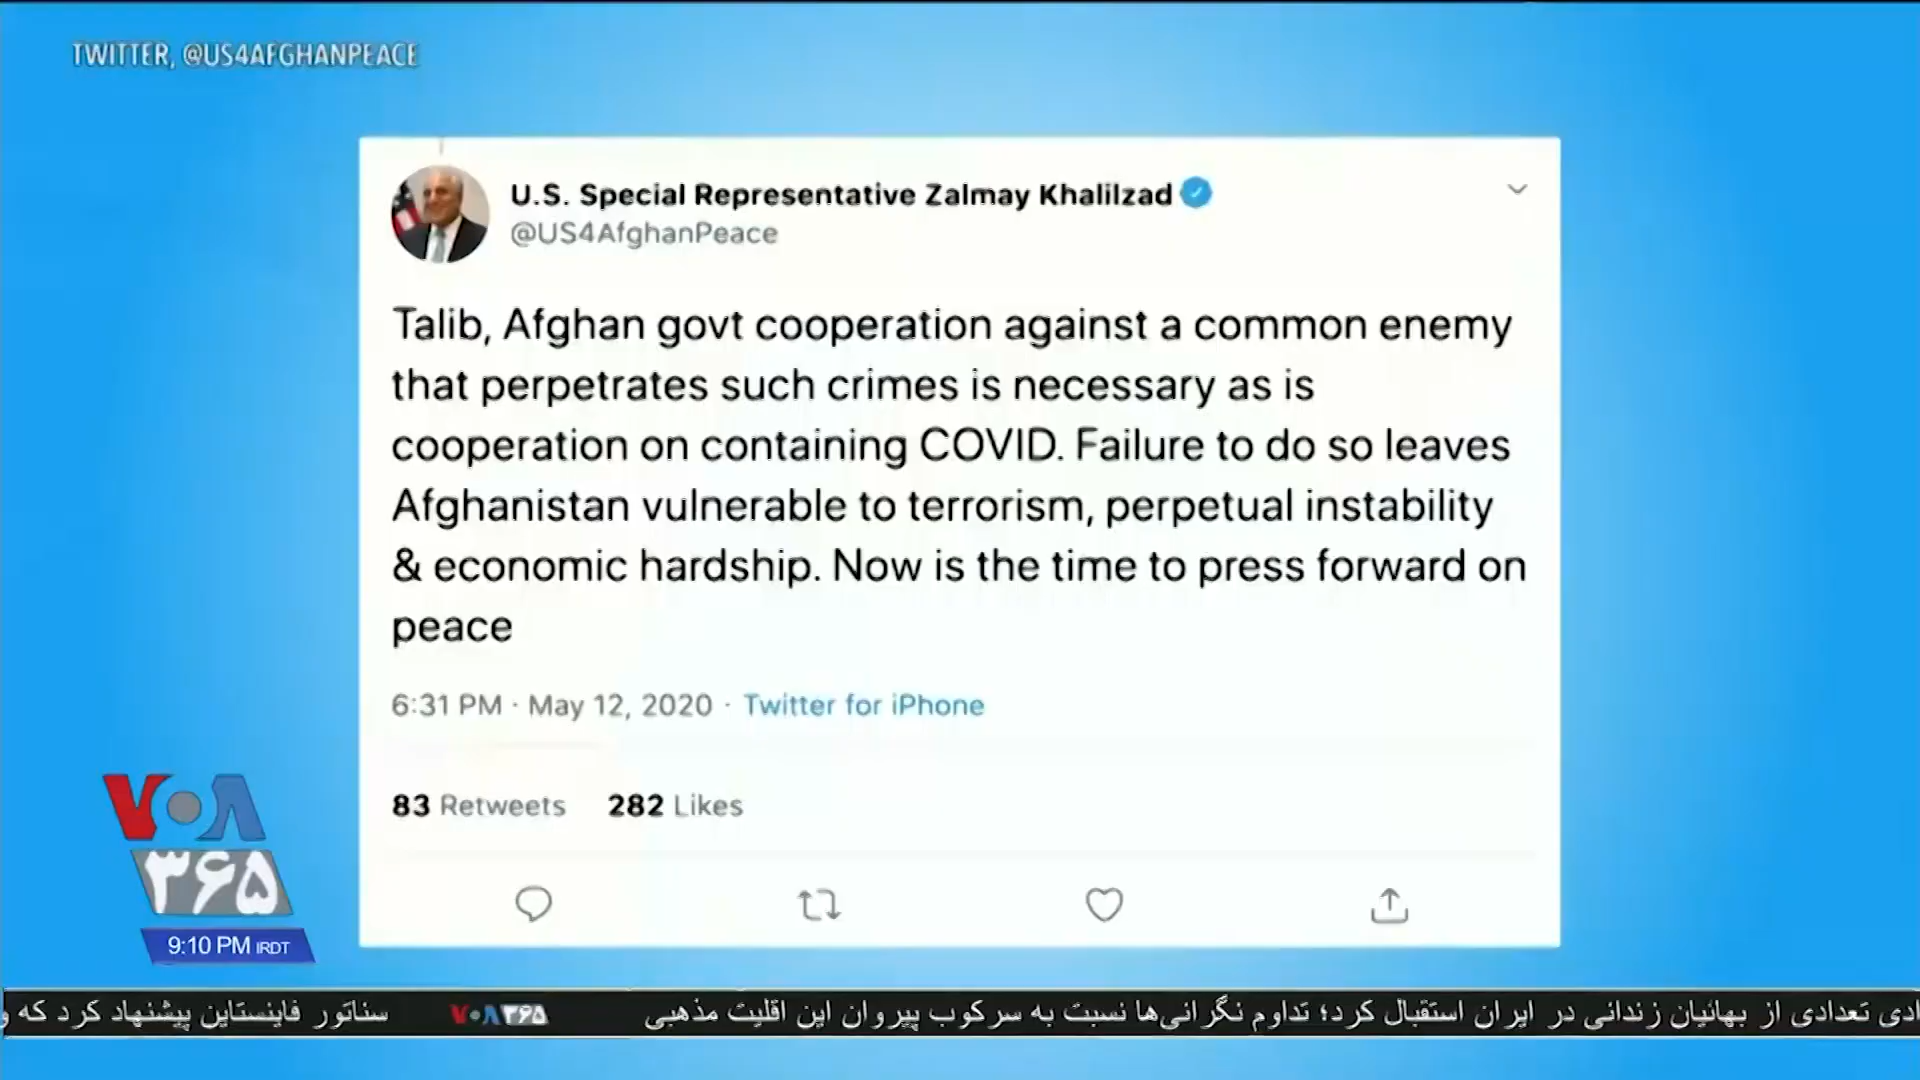 TWITTER, @US4AFGHANPEACE
U.S. Special Representative Zalmay Khalilzad
@US4AfghanPeace
Talib, Afghan govt cooperation against a common enemy
that perpetrates such crimes is necessary as is
cooperation on containing COVID. Failure to do so leaves
Afghanistan vulnerable to terrorism, perpetual instability
& economic hardship. Now is the time to press forward on
peace
6:31 PM · May 12, 2020 · Twitter for iPhone
83 Retweets 282 Likes
VOA
۳۶۵
9:10 PM IRDT
ادی تعدادی از بهائیان زندانی در ایران استقبال کرد؛ تداوم نگرانی‌ها نسبت به سرکوب پیروان این اقلیت مذهبی VOA۳۶۵ سناتور فاینستاین پیشنهاد کرد که و